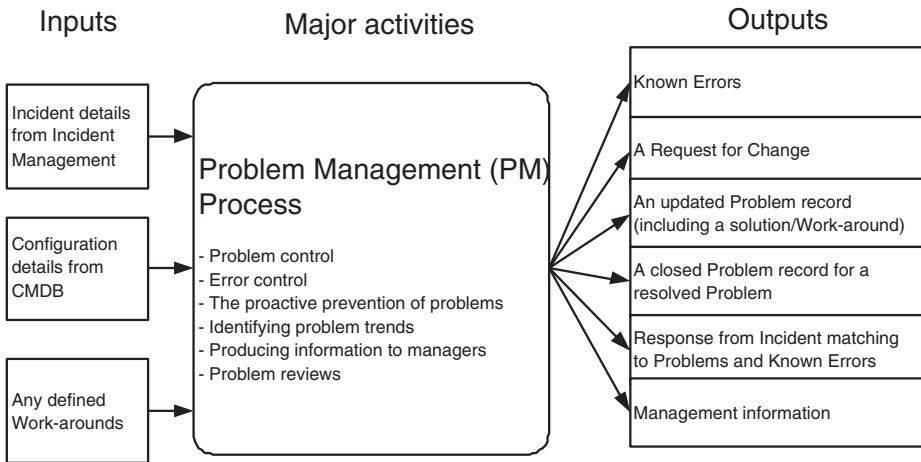 Inputs
Major activities
Outputs
Incident details
from Incident
Management
Configuration
details from
CMDB
Any defined
Work-arounds
Problem Management (PM)
Process
- Problem control
- Error control
- The proactive prevention of problems
- Identifying problem trends
- Producing information to managers
- Problem reviews
Known Errors
A Request for Change
An updated Problem record
(including a solution/Work-around)
A closed Problem record for a
resolved Problem
Response from Incident matching
to Problems and Known Errors
Management information